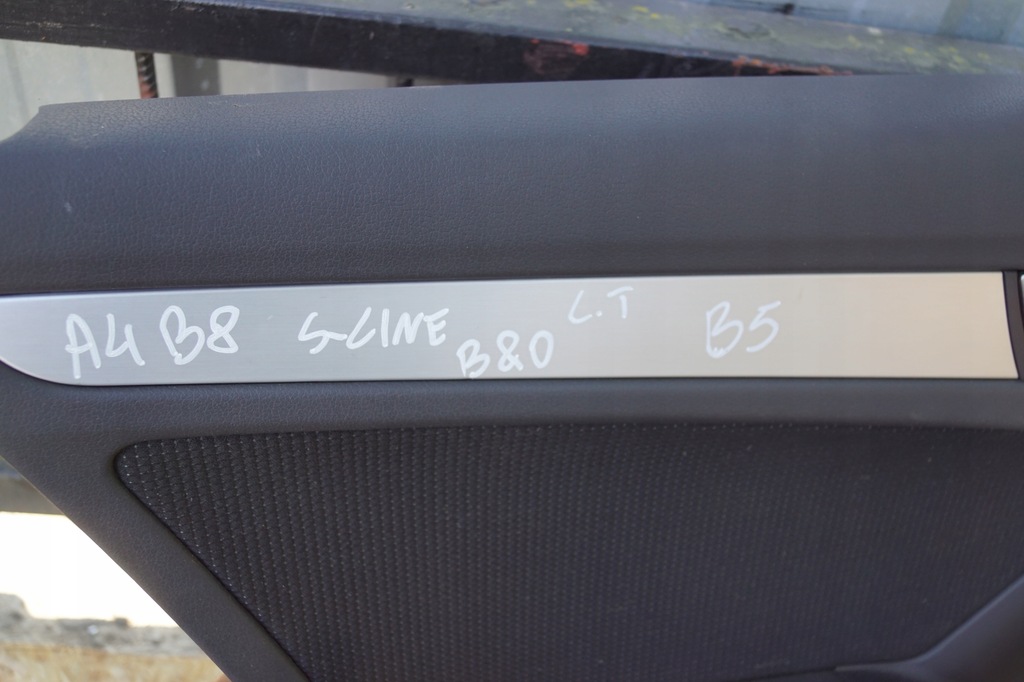 A4 B8 S-LINE B&O L.T B5